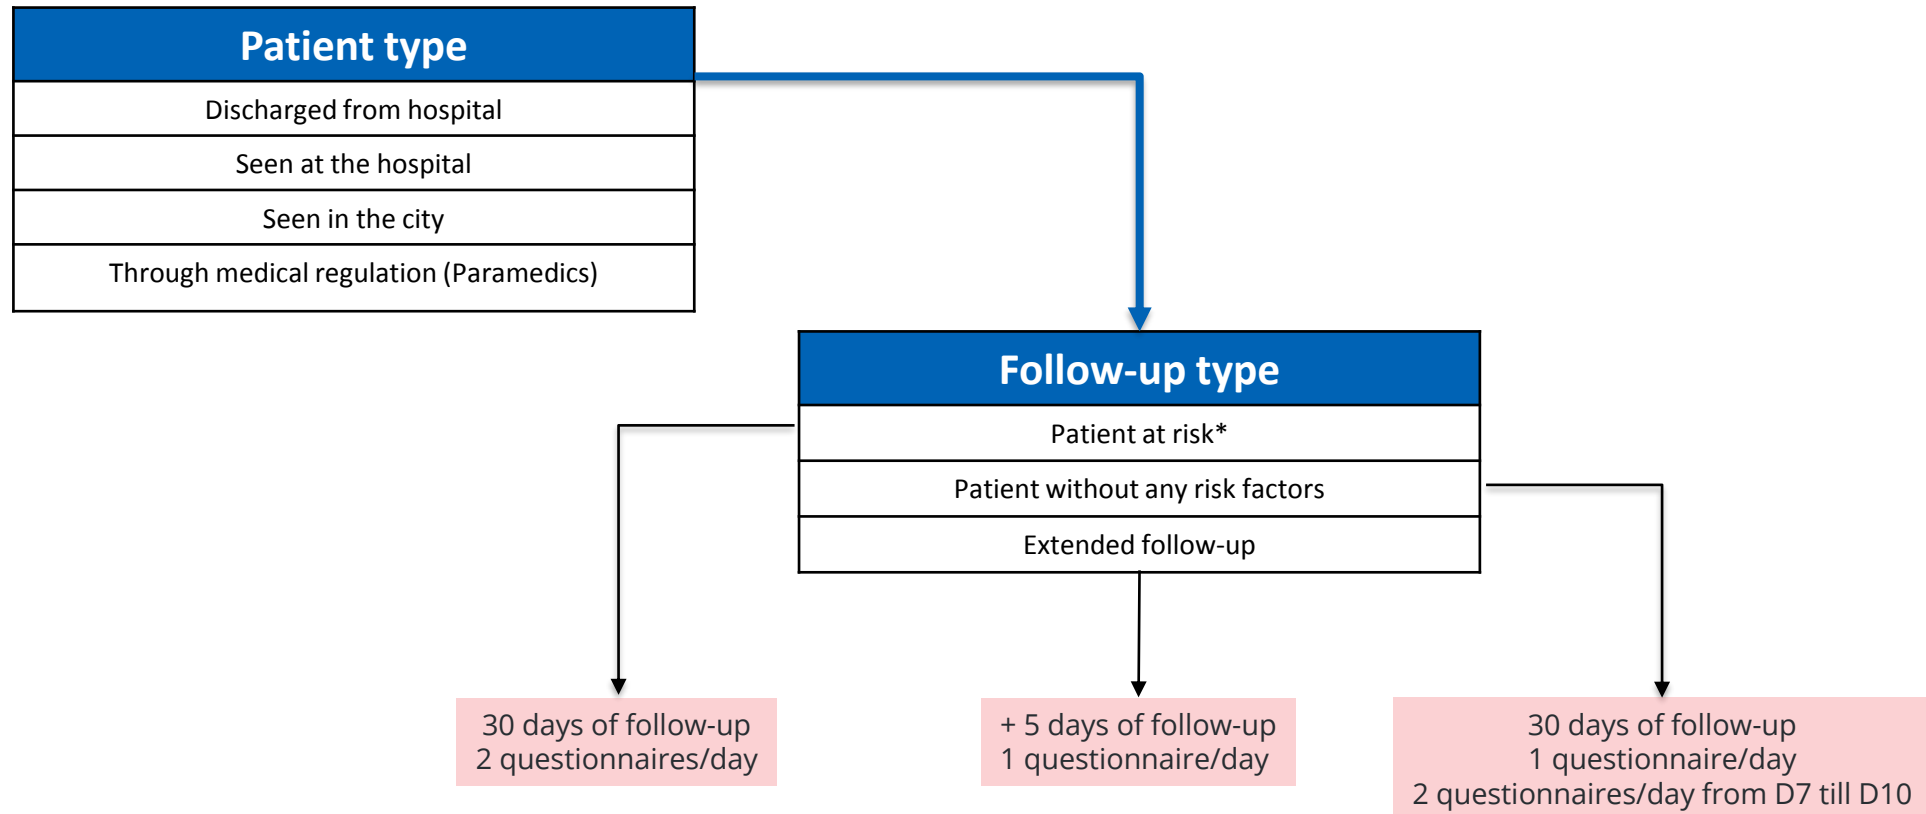 Patient type
Discharged from hospital
Seen at the hospital
Seen in the city
Through medical regulation (Paramedics)
Follow-up type
Patient at risk*
Patient without any risk factors
Extended follow-up
30 days of follow-up
2 questionnaires/day
+ 5 days of follow-up
1 questionnaire/day
30 days of follow-up
1 questionnaire/day
2 questionnaires/day from D7 till D10